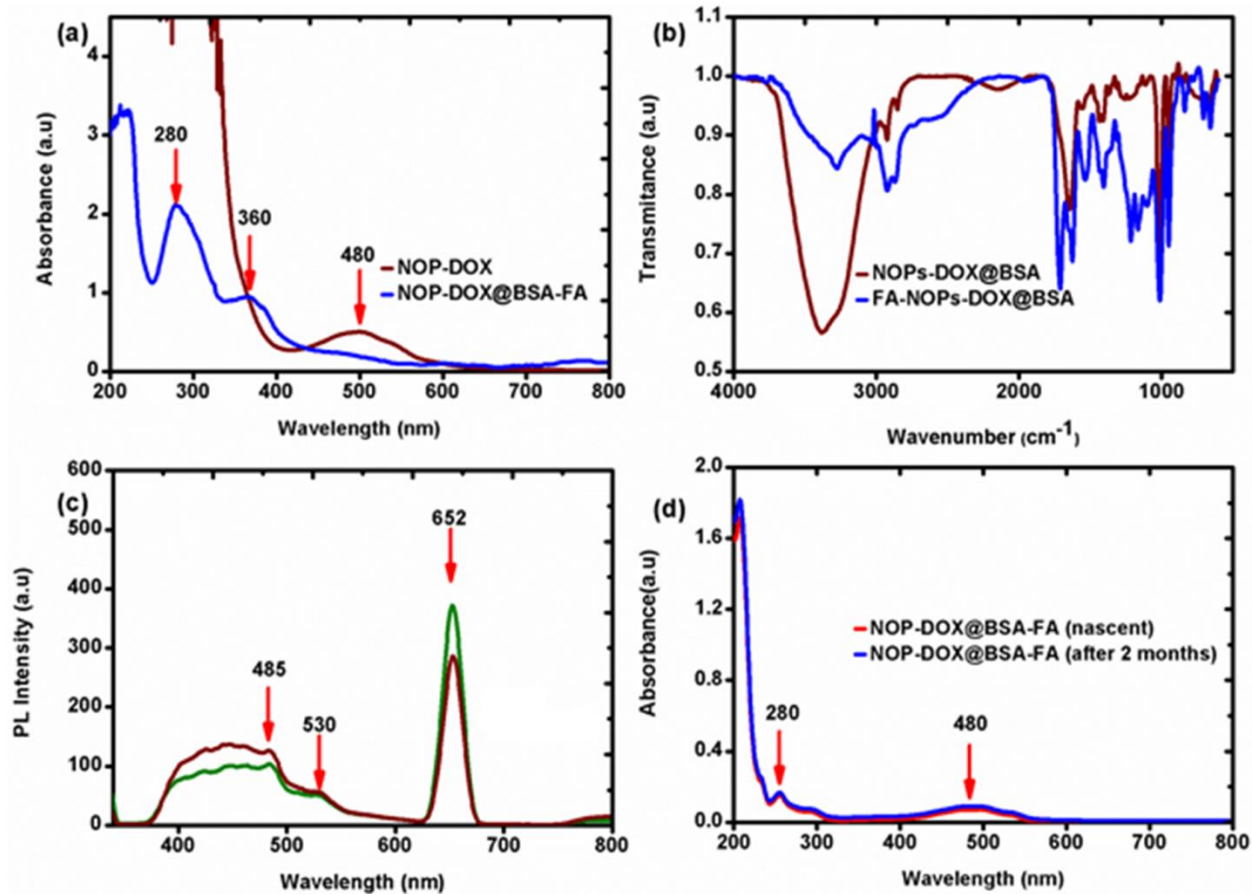 (a)
4
3
2
1
0
Absorbance (a.u)
280
360
480
NOP-DOX
NOP-DOX@BSA-FA
200 300 400 500 600 700 800
Wavelength (nm)
(b)
1.1
1.0
0.9
0.8
0.7
0.6
0.5
Transmitance (a.u)
NOPs-DOX@BSA
FA-NOPs-DOX@BSA
4000 3000 2000 1000
Wavenumber (cm⁻¹)
(c)
600
500
400
300
200
100
0
PL Intensity (a.u)
485
530
652
400 500 600 700 800
Wavelength (nm)
(d)
2.0
1.6
1.2
0.8
0.4
0.0
Absorbance(a.u)
NOP-DOX@BSA-FA (nascent)
NOP-DOX@BSA-FA (after 2 months)
280
480
200 300 400 500 600 700 800
Wavelength (nm)